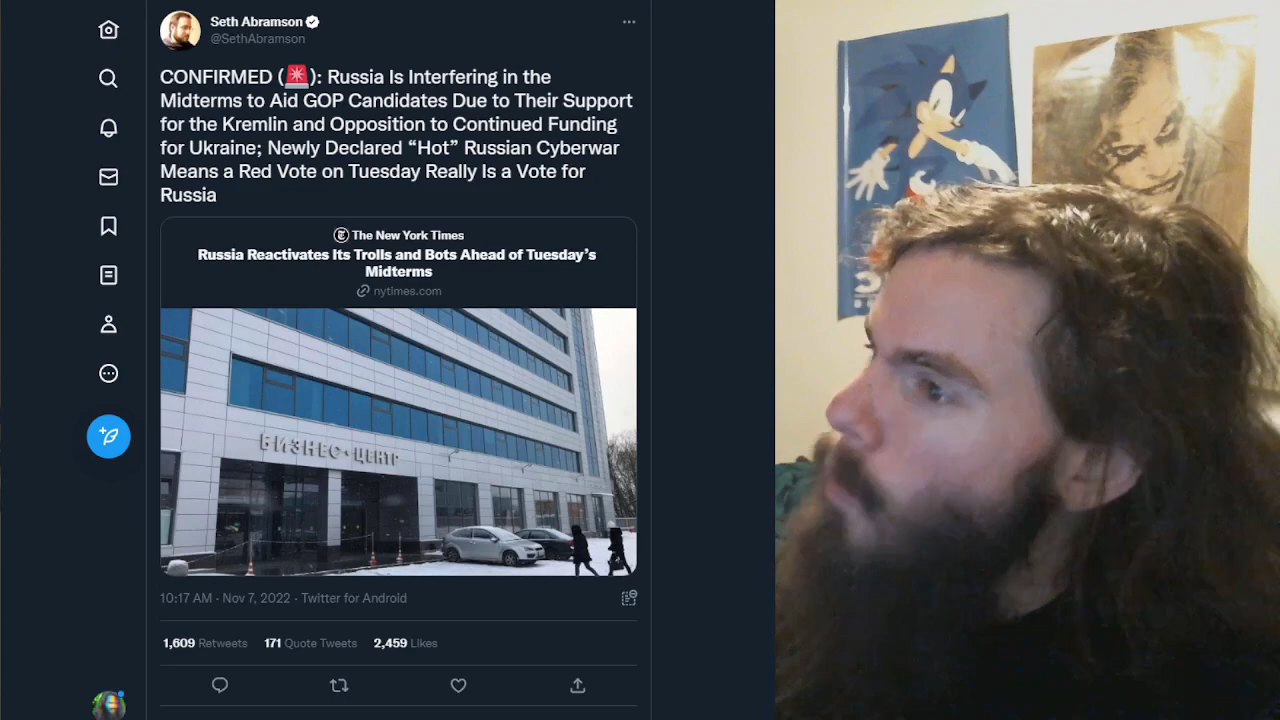 Seth Abramson
@SethAbramson
CONFIRMED (🚨): Russia Is Interfering in the
Midterms to Aid GOP Candidates Due to Their Support
for the Kremlin and Opposition to Continued Funding
for Ukraine; Newly Declared “Hot” Russian Cyberwar
Means a Red Vote on Tuesday Really Is a Vote for
Russia
The New York Times
Russia Reactivates Its Trolls and Bots Ahead of Tuesday’s
Midterms
nytimes.com
БИЗНЕС·ЦЕНТР
10:17 AM · Nov 7, 2022 · Twitter for Android
1,609 Retweets 171 Quote Tweets 2,459 Likes